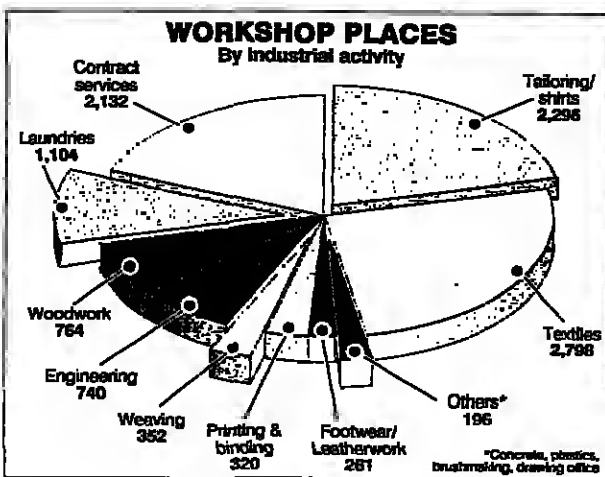 WORKSHOP PLACES
By industrial activity
Contract
services
2,132
Tailoring/
shirts
2,298
Laundries
1,104
Woodwork
764
Textiles
2,798
Engineering
740
Weaving
352
Printing &
binding
320
Footwear/
Leatherwork
261
Others*
196
*Concrete, plastics,
brushmaking, drawing office